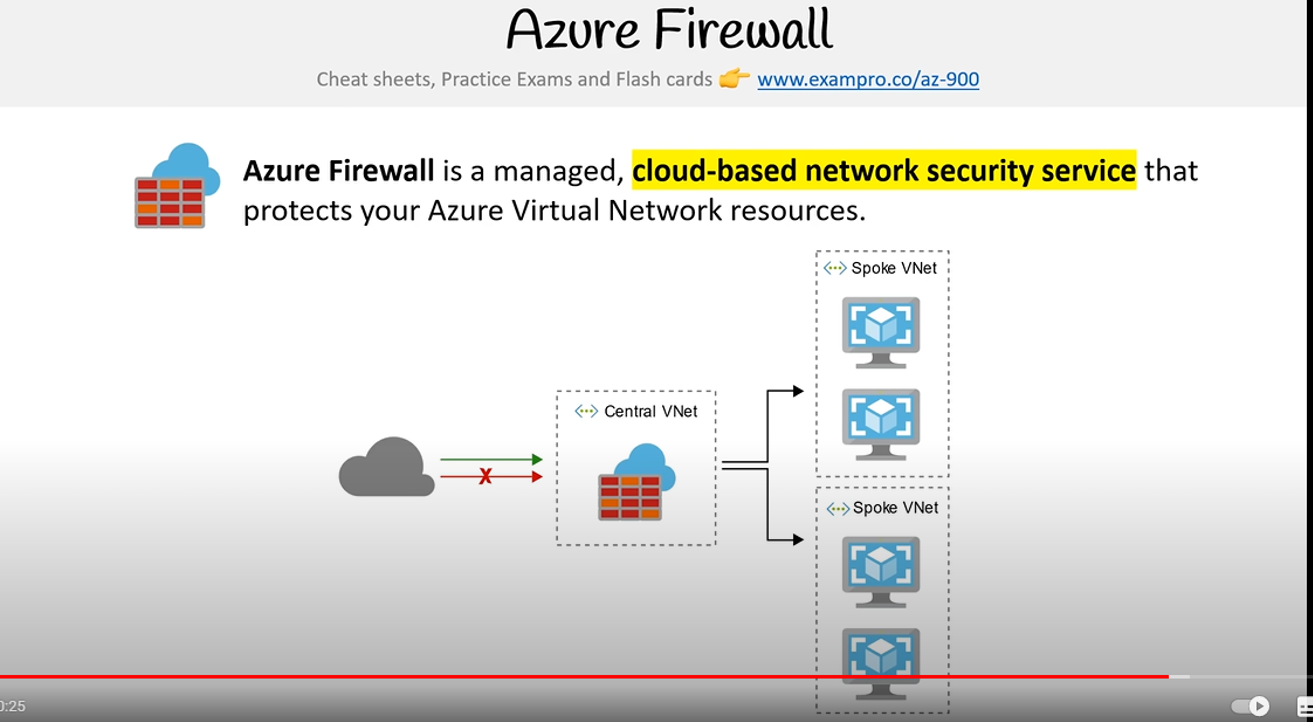 Azure Firewall
Cheat sheets, Practice Exams and Flash cards 👉 www.exampro.co/az-900
Azure Firewall is a managed, cloud-based network security service that
protects your Azure Virtual Network resources.
Spoke VNet
Central VNet
X
Spoke VNet
0:25